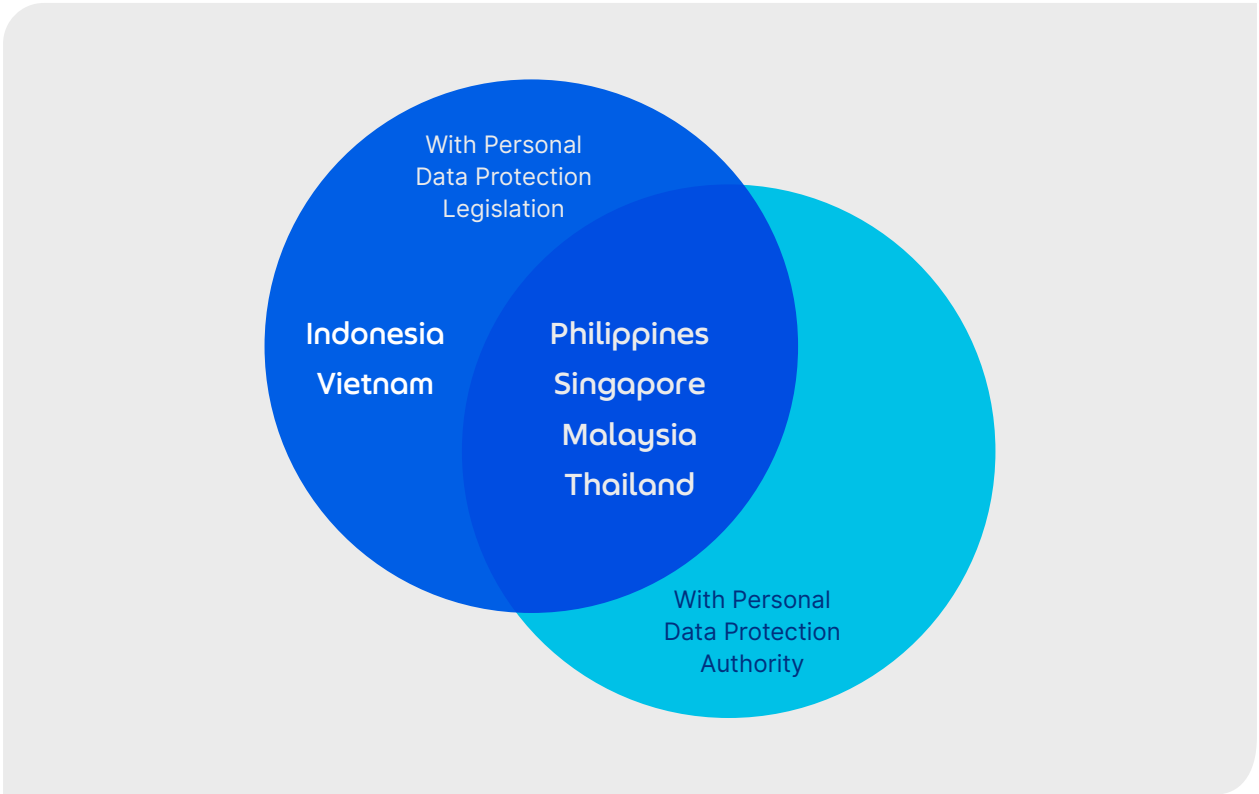 With Personal
Data Protection
Legislation
Indonesia
Vietnam
Philippines
Singapore
Malaysia
Thailand
With Personal
Data Protection
Authority